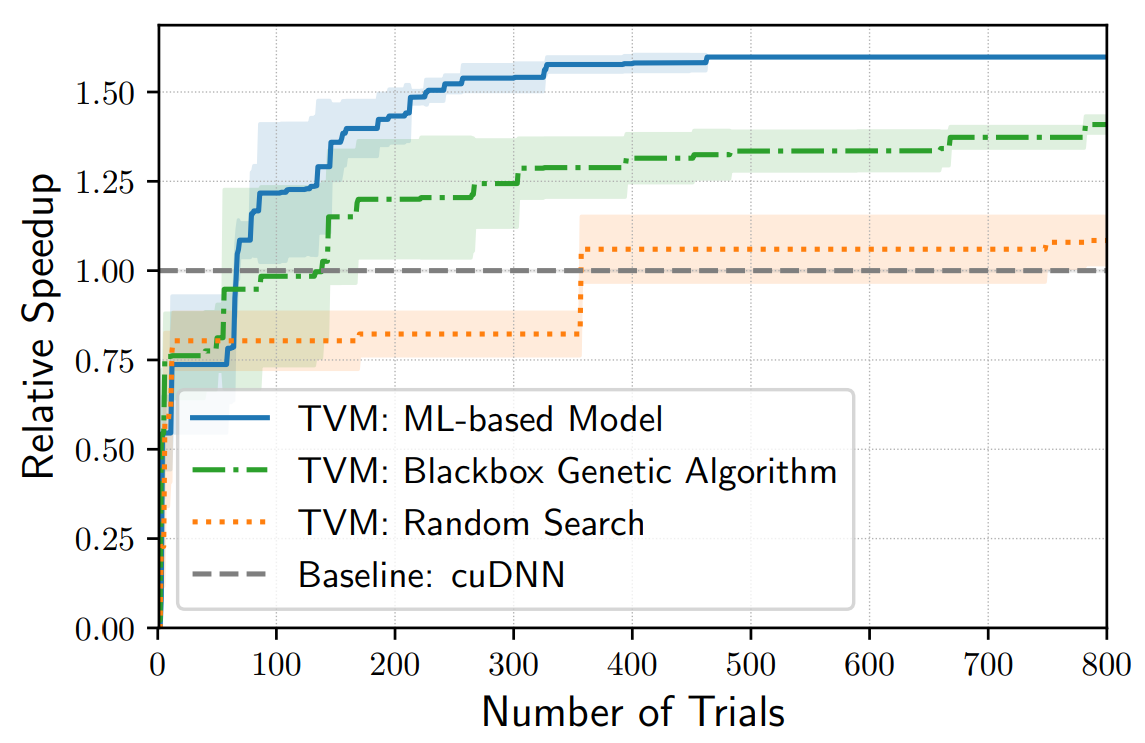 Relative Speedup
1.50
1.25
1.00
0.75
0.50
0.25
0.00
TVM: ML-based Model
TVM: Blackbox Genetic Algorithm
TVM: Random Search
Baseline: cuDNN
0 100 200 300 400 500 600 700 800
Number of Trials